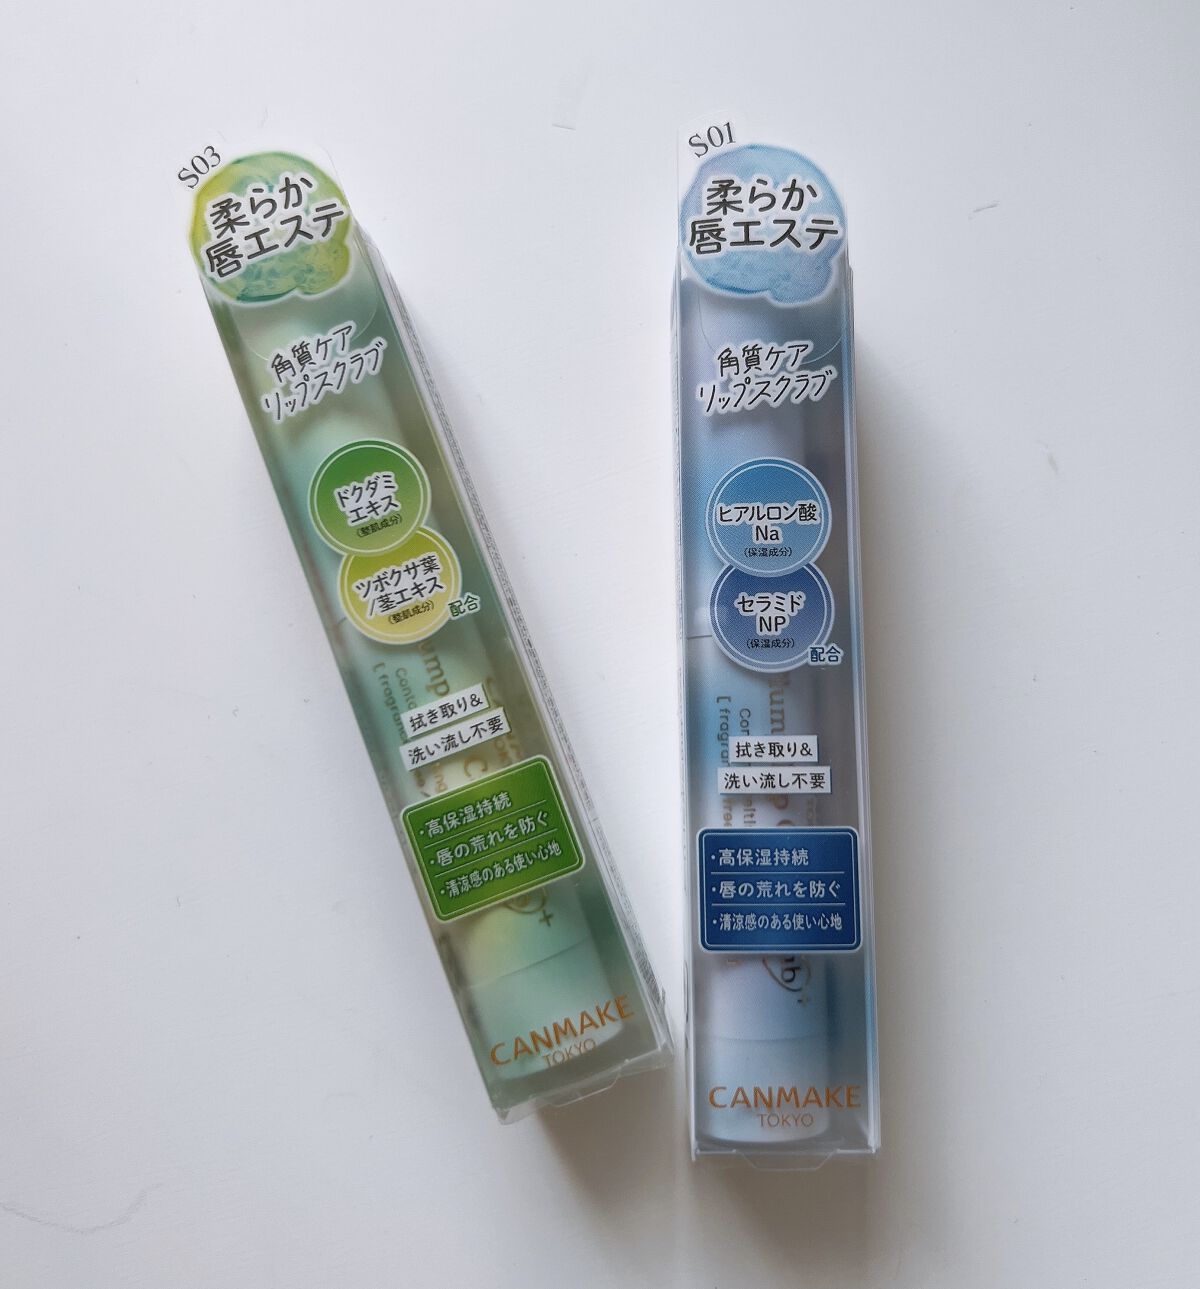 S03
柔らか
唇エステ
角質ケア
リップスクラブ
ドクダミ
エキス
(整肌成分)
ツボクサ葉
/茎エキス
(整肌成分)
配合
拭き取り&
洗い流し不要
・高保湿持続
・唇の荒れを防ぐ
・清涼感のある使い心地
CANMAKE
TOKYO
S01
柔らか
唇エステ
角質ケア
リップスクラブ
ヒアルロン酸
Na
(保湿成分)
セラミド
NP
(保湿成分)
配合
拭き取り&
洗い流し不要
・高保湿持続
・唇の荒れを防ぐ
・清涼感のある使い心地
CANMAKE
TOKYO